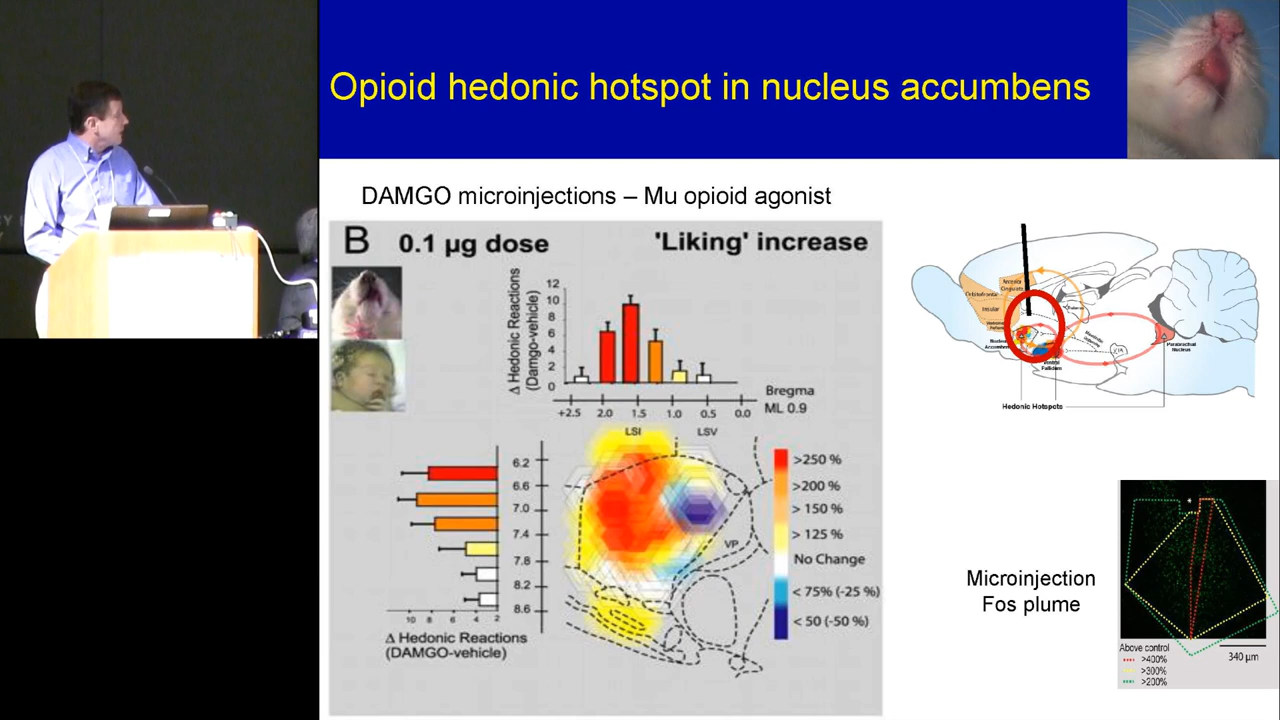 Opioid hedonic hotspot in nucleus accumbens
DAMGO microinjections – Mu opioid agonist
B 0.1 µg dose 'Liking' increase
Δ Hedonic Reactions
(Damgo-vehicle)
12
10
8
6
4
2
0
+2.5 2.0 1.5 1.0 0.5 0.0
Bregma
ML 0.9
LSI LSV
6.2
6.6
7.0
7.4
7.8
8.2
8.6
VP
10 8 6 4 2
Δ Hedonic Reactions
(DAMGO-vehicle)
>250 %
>200 %
> 150 %
> 125 %
No Change
< 75% (-25 %)
< 50 (-50 %)
Orbitofrontal
Insular
Anterior
Cingulate
Nucleus
Accumbens
Ventral
Pallidum
Parabrachial
Nucleus
Hedonic Hotspots
Microinjection
Fos plume
*
Above control
>400%
>300%
>200%
340 µm